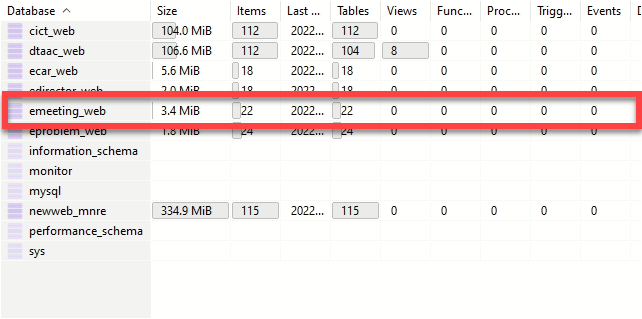 Database Size Items Last ... Tables Views Func... Proc... Trigg... Events
cict_web 104.0 MiB 112 2022... 112 0 0 0 0 0
dtaac_web 106.6 MiB 112 2022... 104 8 0 0 0 0
ecar_web 5.6 MiB 18 2022... 18 0 0 0 0 0
edirector_web 2.0 MiB 18 2022... 18 0 0 0 0 0
emeeting_web 3.4 MiB 22 2022... 22 0 0 0 0 0
eproblem_web 1.8 MiB 24 2022... 24 0 0 0 0 0
information_schema
monitor
mysql
newweb_mnre 334.9 MiB 115 2022... 115 0 0 0 0 0
performance_schema
sys